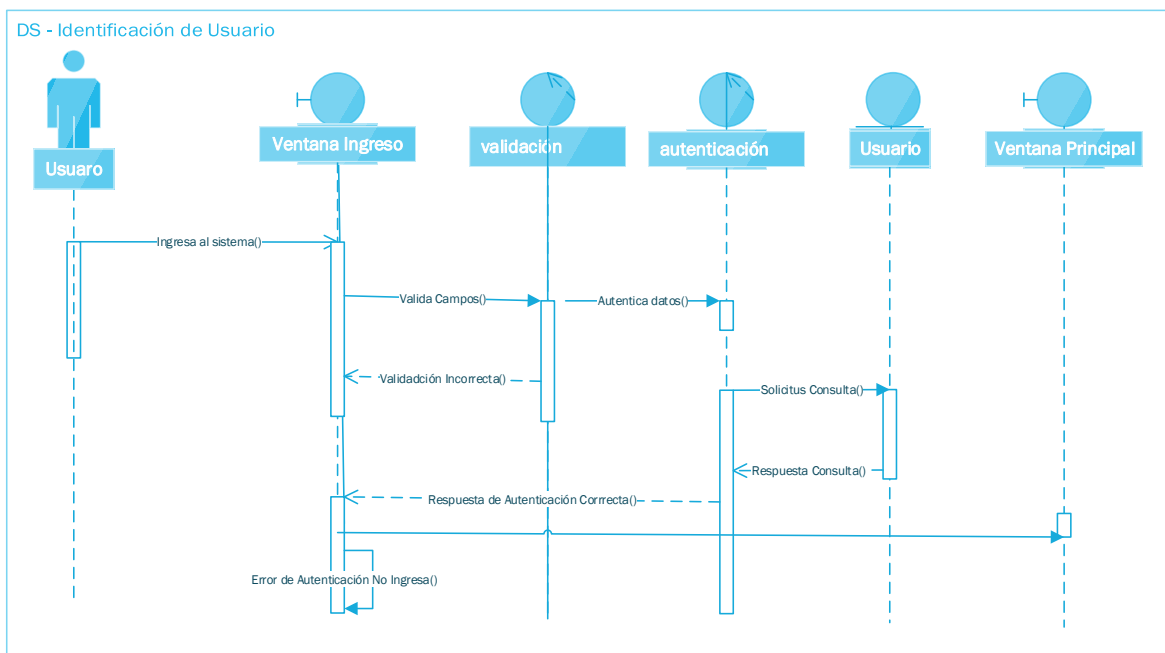 DS - Identificación de Usuario
Usuaro
Ventana Ingreso
validación
autenticación
Usuario
Ventana Principal
Ingresa al sistema()
Valida Campos()
Autentica datos()
Validadción Incorrecta()
Solicitus Consulta()
Respuesta Consulta()
Respuesta de Autenticación Corrrecta()
Error de Autenticación No Ingresa()